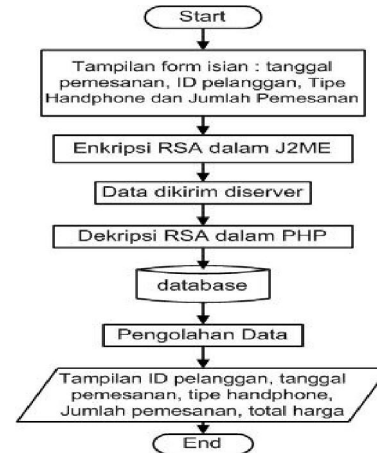 Start
Tampilan form isian : tanggal
pemesanan, ID pelanggan, Tipe
Handphone dan Jumlah Pemesanan
Enkripsi RSA dalam J2ME
Data dikirim diserver
Dekripsi RSA dalam PHP
database
Pengolahan Data
Tampilan ID pelanggan, tanggal
pemesanan, tipe handphone,
Jumlah pemesanan, total harga
End